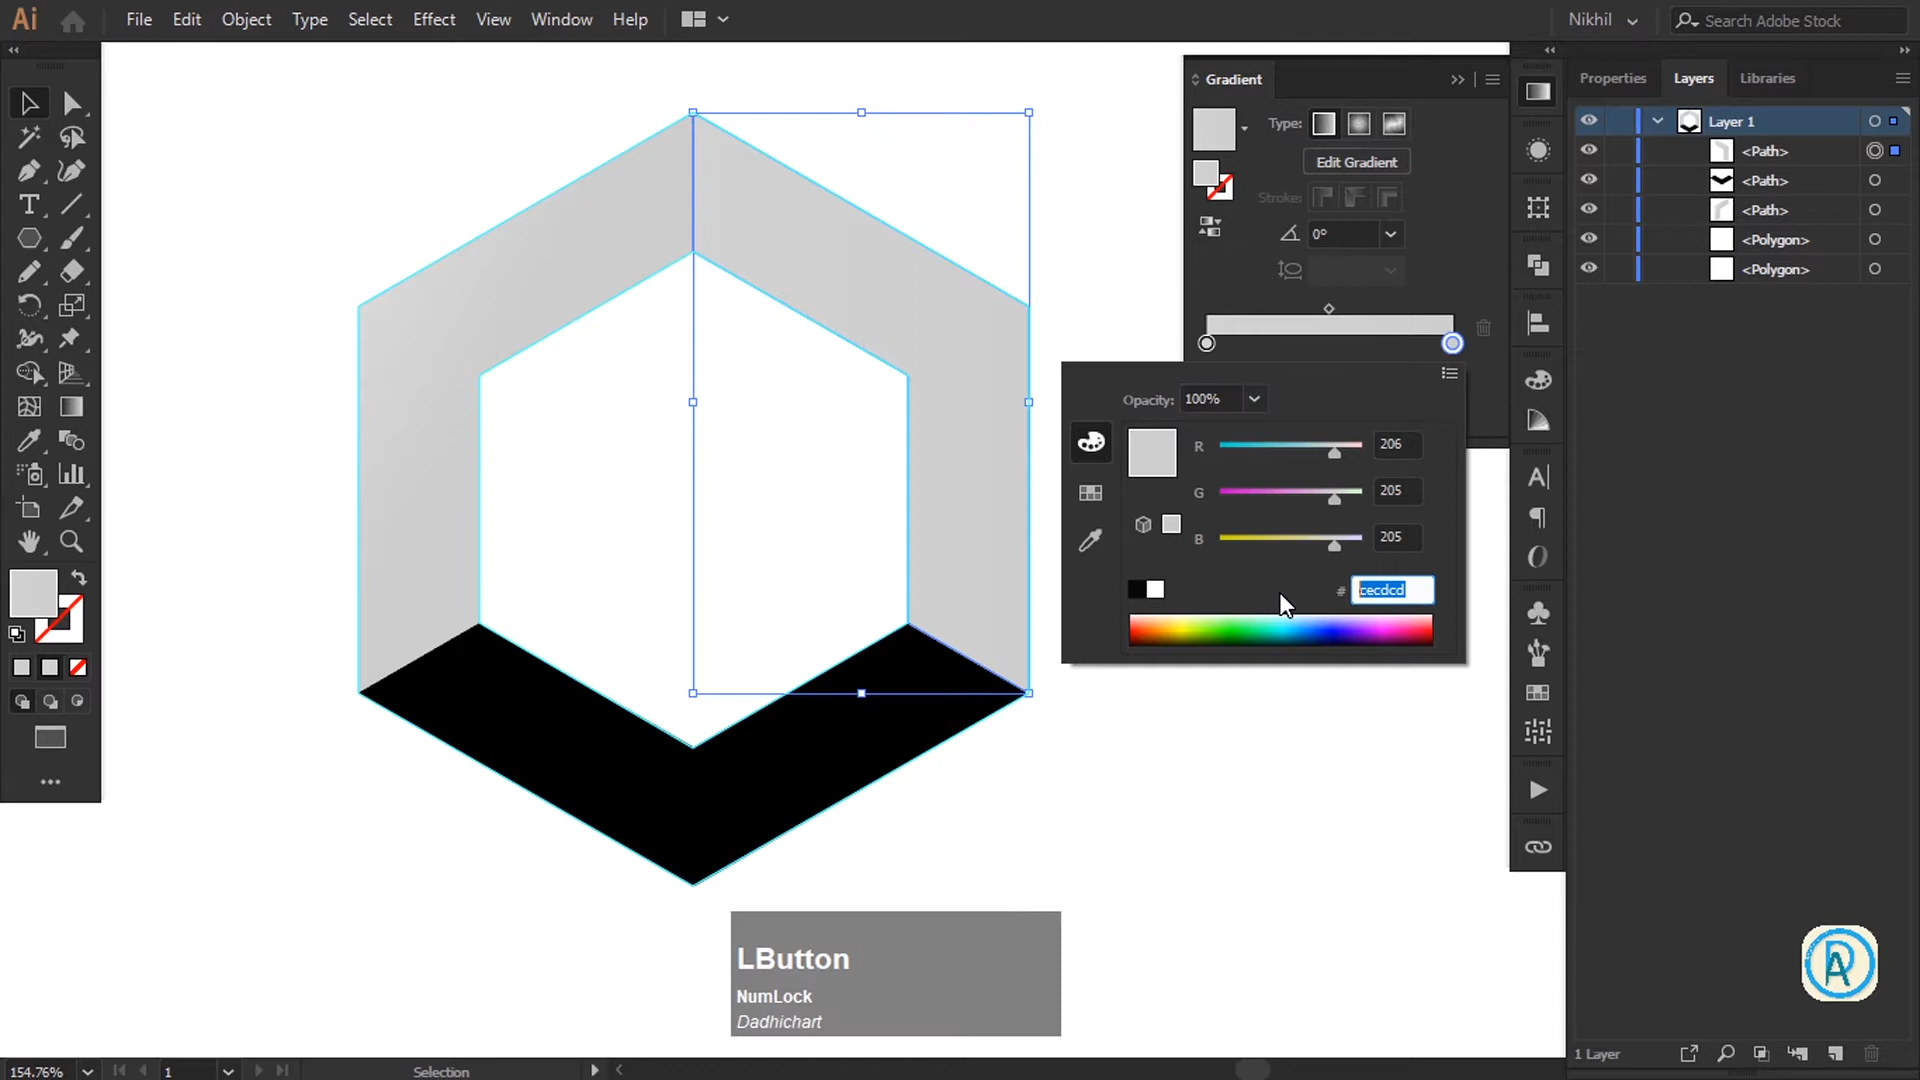 Ai File Edit Object Type Select Effect View Window Help Nikhil Search Adobe Stock
Gradient
Type:
Edit Gradient
Stroke:
0°
Opacity: 100%
R 206
G 205
B 205
# cecdcd
Properties Layers Libraries
Layer 1
<Path>
<Path>
<Path>
<Polygon>
<Polygon>
LButton
NumLock
Dadhichart
154.76% 1 Selection
1 Layer